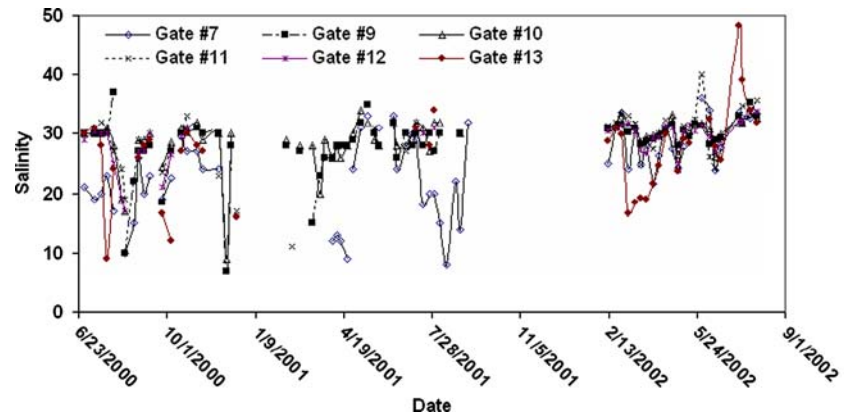 50
40
30
20
10
0
Salinity
Gate #7 Gate #9 Gate #10
Gate #11 Gate #12 Gate #13
6/23/2000 10/1/2000 1/9/2001 4/19/2001 7/28/2001 11/5/2001 2/13/2002 5/24/2002 9/1/2002
Date